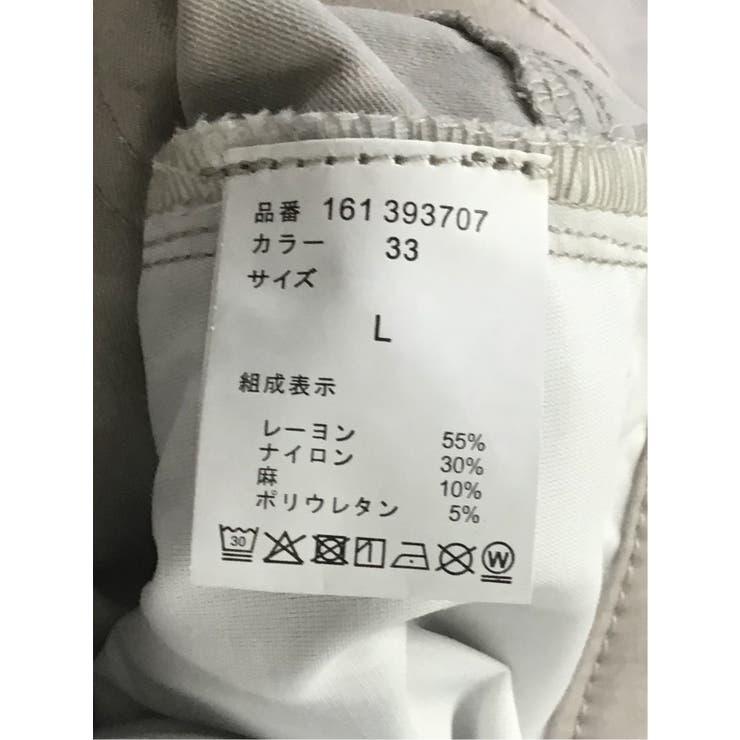 品番 161 393707
カラー 33
サイズ
L
組成表示
レーヨン 55%
ナイロン 30%
麻 10%
ポリウレタン 5%
30 W